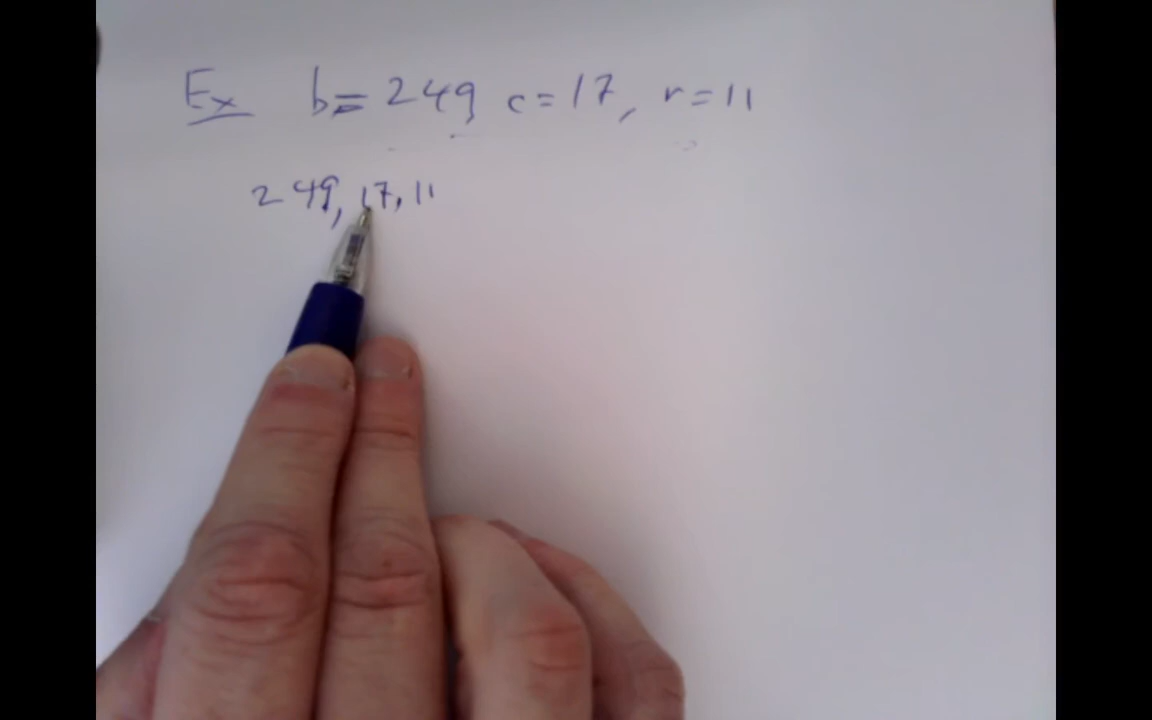 Ex b = 249 c = 17, r = 11
249, 17, 11